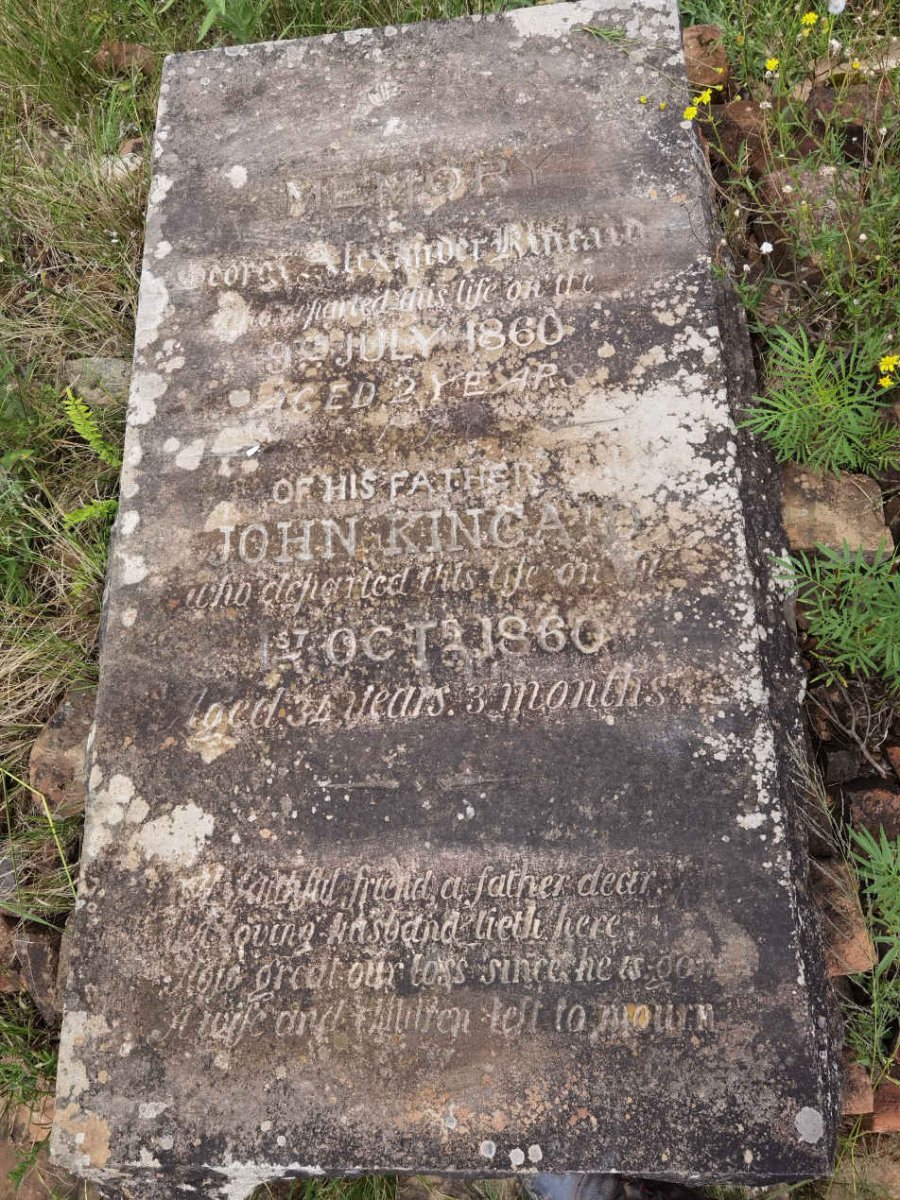 MEMORY
George Alexander Kincaid
who departed this life on the
9TH JULY 1860
AGED 2 YEARS
OF HIS FATHER
JOHN KINCAID
who departed this life on the
1ST OCTR 1860
Aged 34 years 3 months
A faithful friend, a father dear,
A loving husband lieth here
How great our loss since he is
A wife and children left to mourn